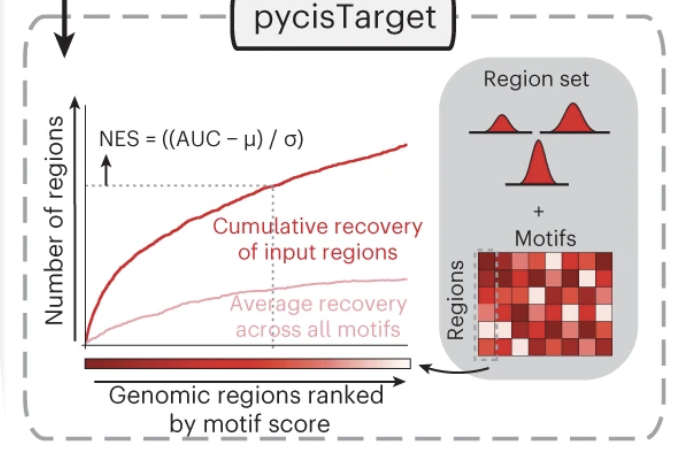 pycisTarget
Region set
NES = ((AUC − μ) / σ)
Number of regions
Cumulative recovery
of input regions
+
Motifs
Regions
Average recovery
across all motifs
Genomic regions ranked
by motif score